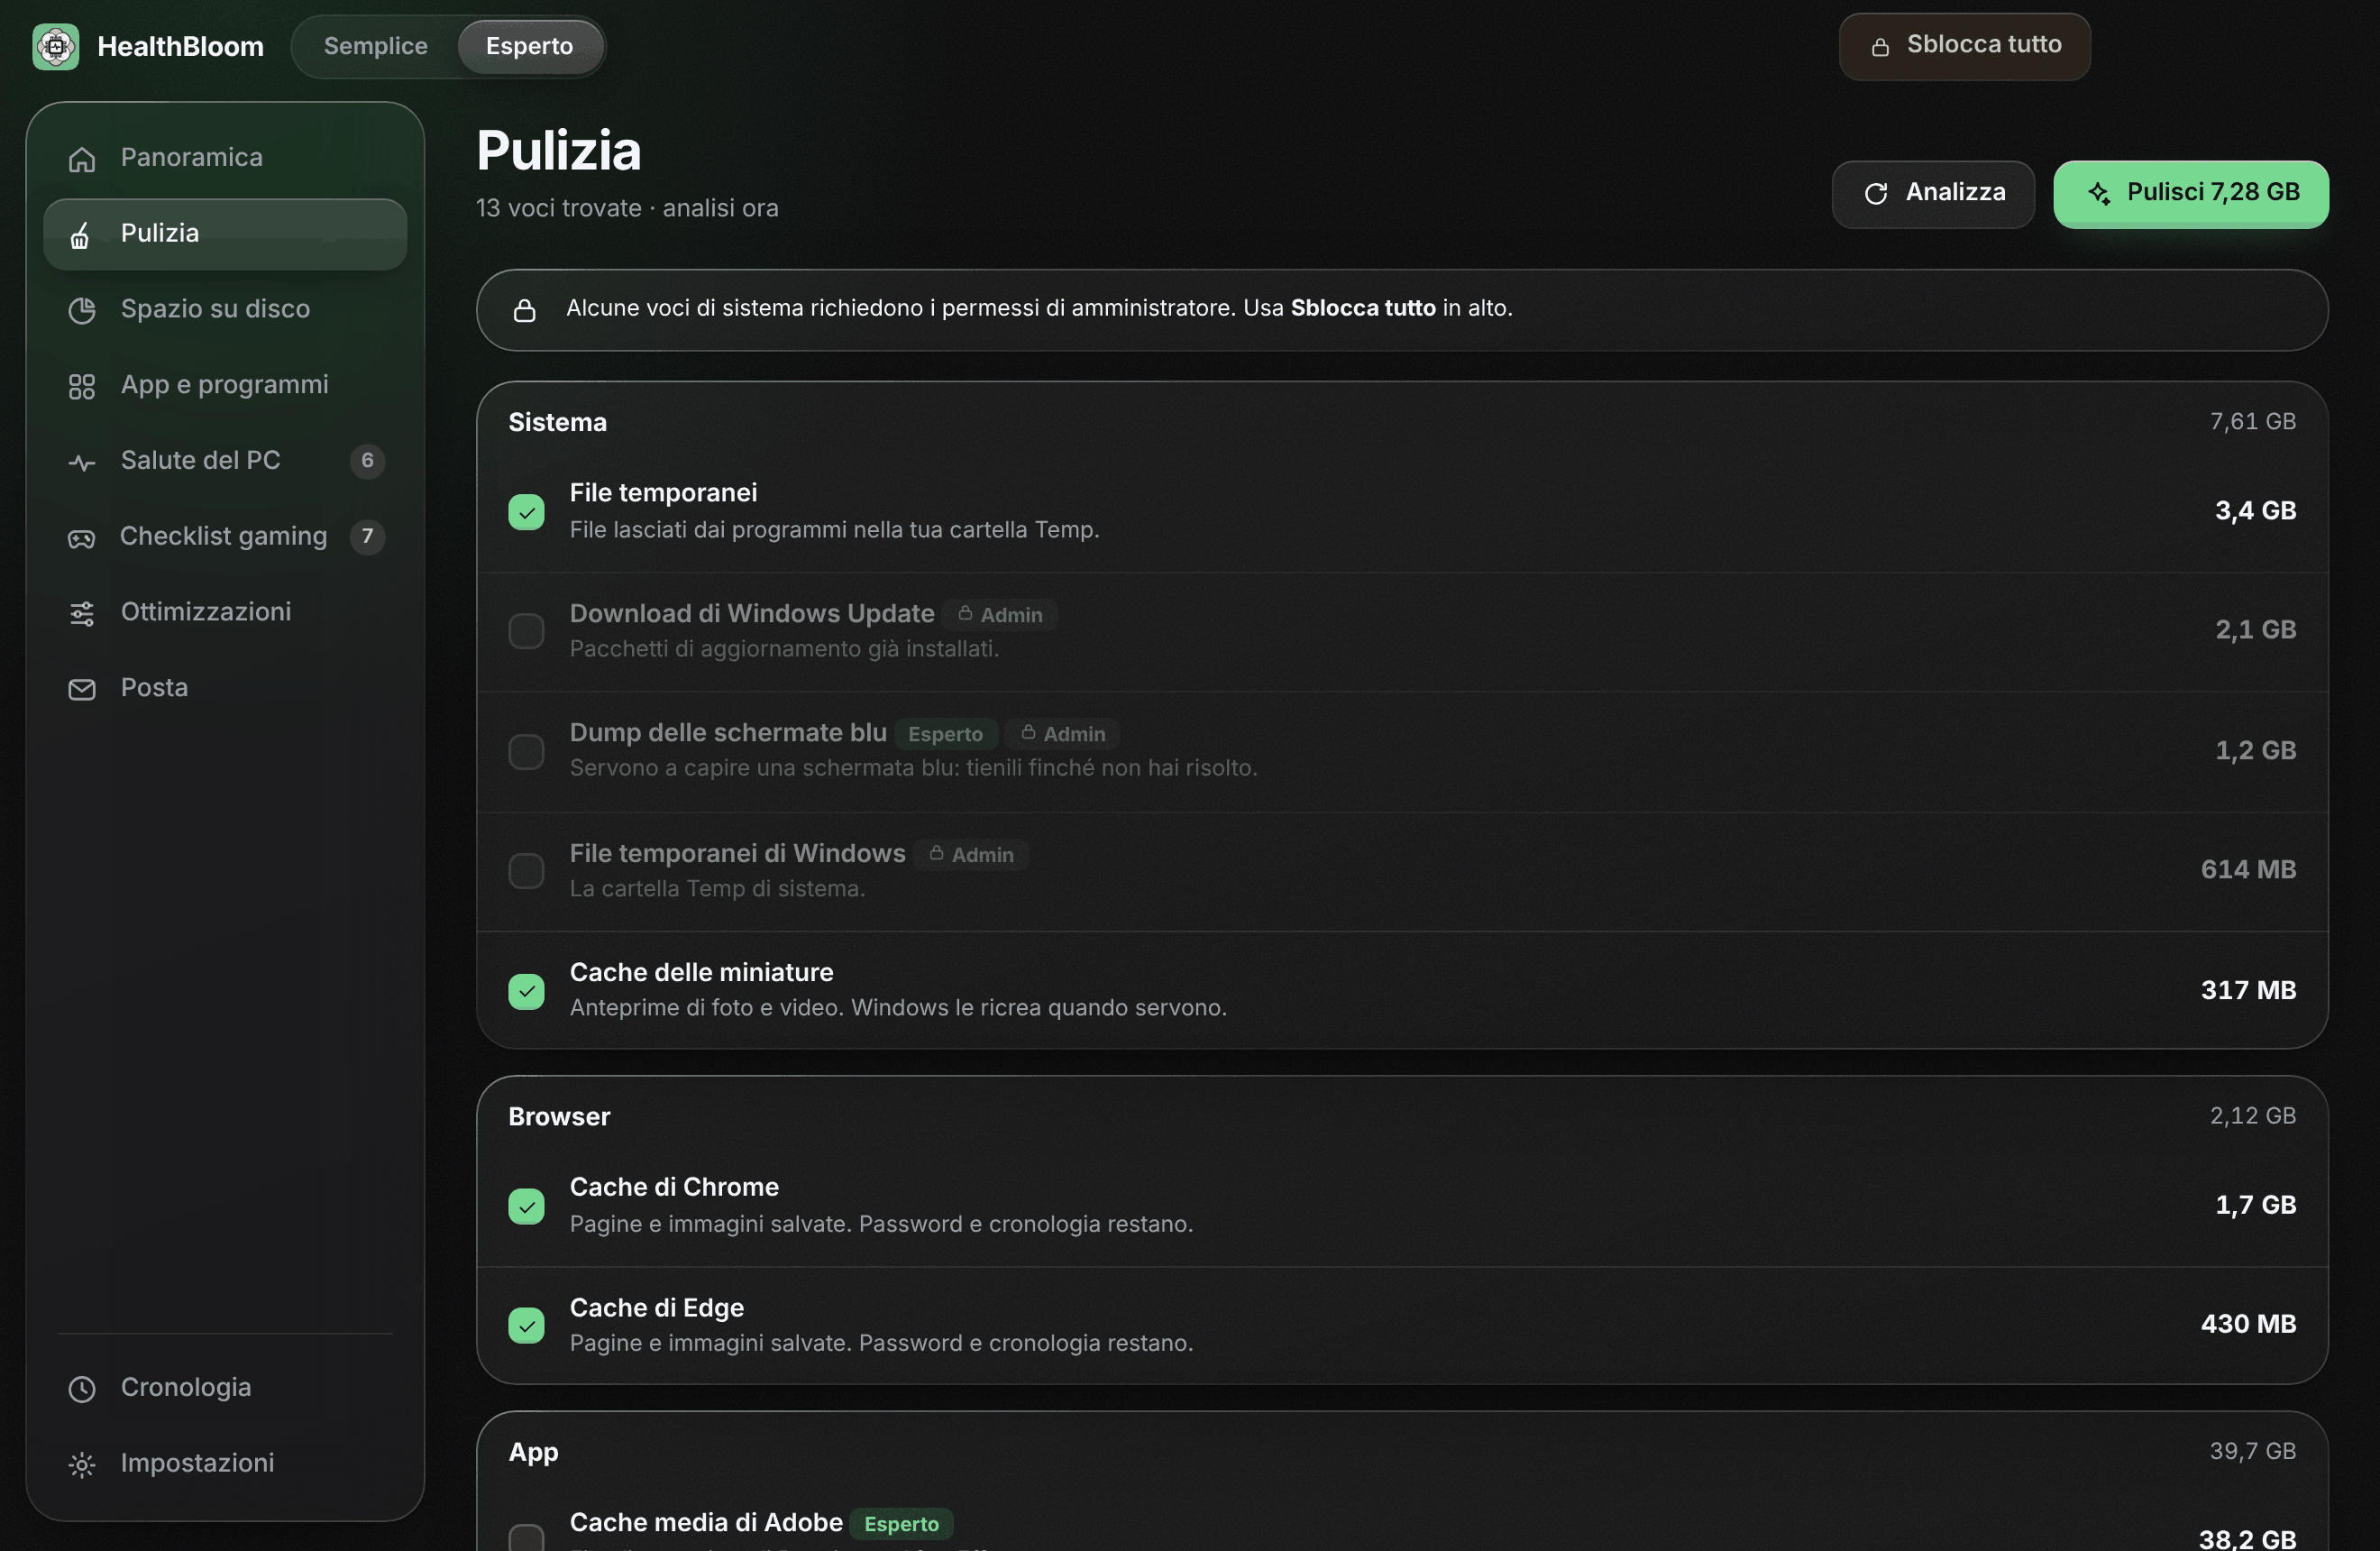 HealthBloom
Semplice
Esperto
Sblocca tutto
Panoramica
Pulizia
Spazio su disco
App e programmi
Salute del PC 6
Checklist gaming 7
Ottimizzazioni
Posta
Cronologia
Impostazioni
Pulizia
13 voci trovate · analisi ora
Analizza
Pulisci 7,28 GB
Alcune voci di sistema richiedono i permessi di amministratore. Usa Sblocca tutto in alto.
Sistema 7,61 GB
File temporanei
File lasciati dai programmi nella tua cartella Temp.
3,4 GB
Download di Windows Update Admin
Pacchetti di aggiornamento già installati.
2,1 GB
Dump delle schermate blu Esperto Admin
Servono a capire una schermata blu: tienili finché non hai risolto.
1,2 GB
File temporanei di Windows Admin
La cartella Temp di sistema.
614 MB
Cache delle miniature
Anteprime di foto e video. Windows le ricrea quando servono.
317 MB
Browser 2,12 GB
Cache di Chrome
Pagine e immagini salvate. Password e cronologia restano.
1,7 GB
Cache di Edge
Pagine e immagini salvate. Password e cronologia restano.
430 MB
App 39,7 GB
Cache media di Adobe Esperto
38,2 GB